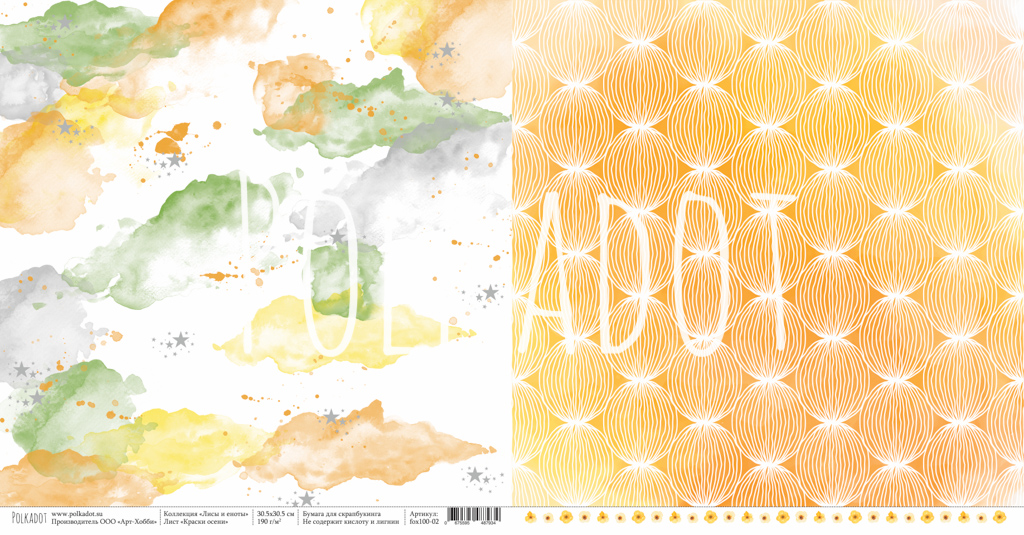 POLKADOT
POLKADOT
www.polkadot.su
Производитель ООО «Арт-Хобби»
Коллекция «Лисы и еноты»
Лист «Краски осени»
30.5x30.5 см
190 г/м²
Бумага для скрапбукинга
Не содержит кислоту и лигнин
Артикул:
fox100-02